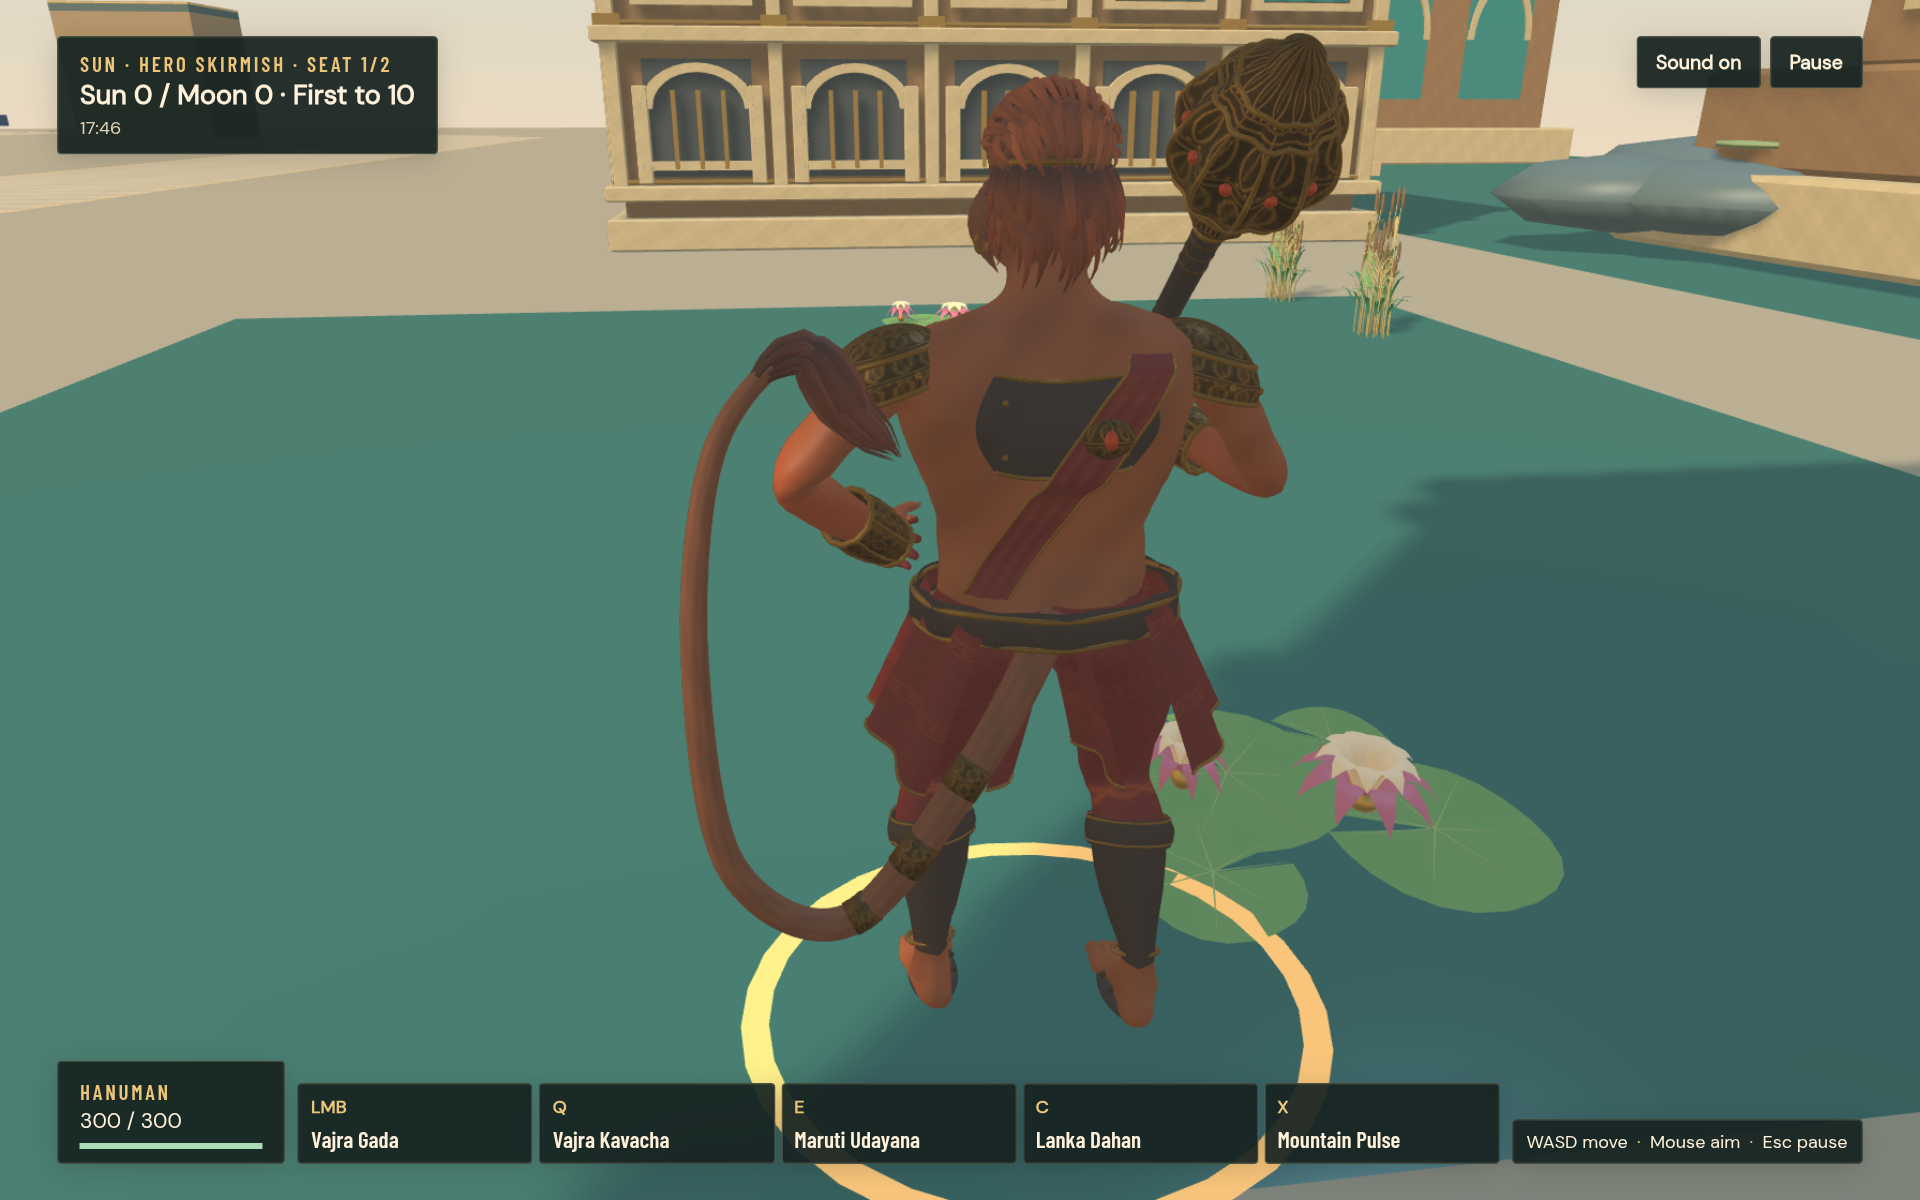 SUN · HERO SKIRMISH · SEAT 1/2
Sun 0 / Moon 0 · First to 10
17:46
Sound on
Pause
HANUMAN
300 / 300
LMB
Vajra Gada
Q
Vajra Kavacha
E
Maruti Udayana
C
Lanka Dahan
X
Mountain Pulse
WASD move · Mouse aim · Esc pause